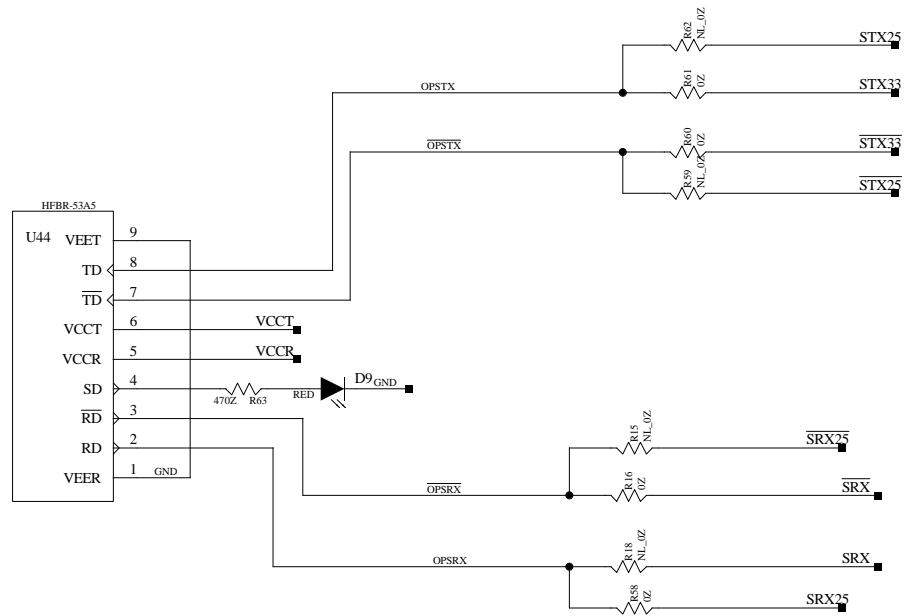 R62
NL_0Z
STX25
R61
0Z
OPSTX
STX33
R60
0Z
OPSTX
STX33
R59
NL_0Z
STX25
HFBR-53A5
U44
VEET 9
TD 8
TD 7
VCCT 6 VCCT
VCCR 5 VCCR
SD 4 470Z R63 RED D9 GND
RD 3
RD 2
VEER 1 GND
R15
NL_0Z
SRX25
R16
0Z
OPSRX
SRX
R18
NL_0Z
OPSRX
SRX
R58
0Z
SRX25